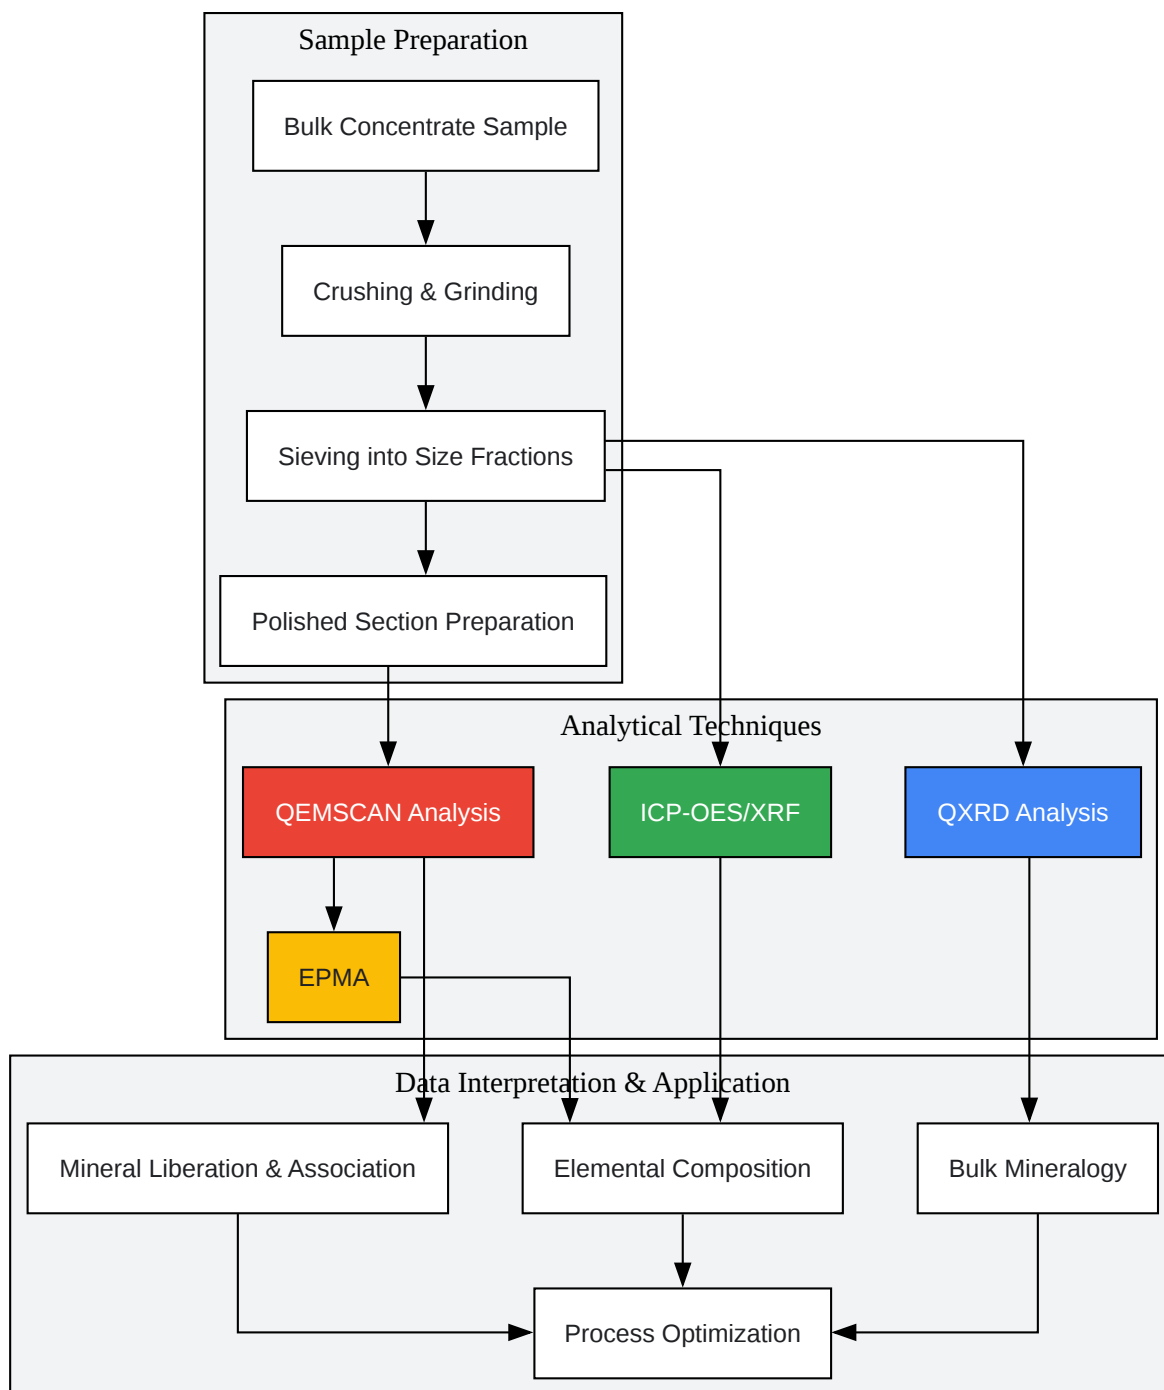 Sample Preparation
Bulk Concentrate Sample
Crushing & Grinding
Sieving into Size Fractions
Polished Section Preparation
Analytical Techniques
QEMSCAN Analysis
ICP-OES/XRF
QXRD Analysis
EPMA
Data Interpretation & Application
Mineral Liberation & Association
Elemental Composition
Bulk Mineralogy
Process Optimization